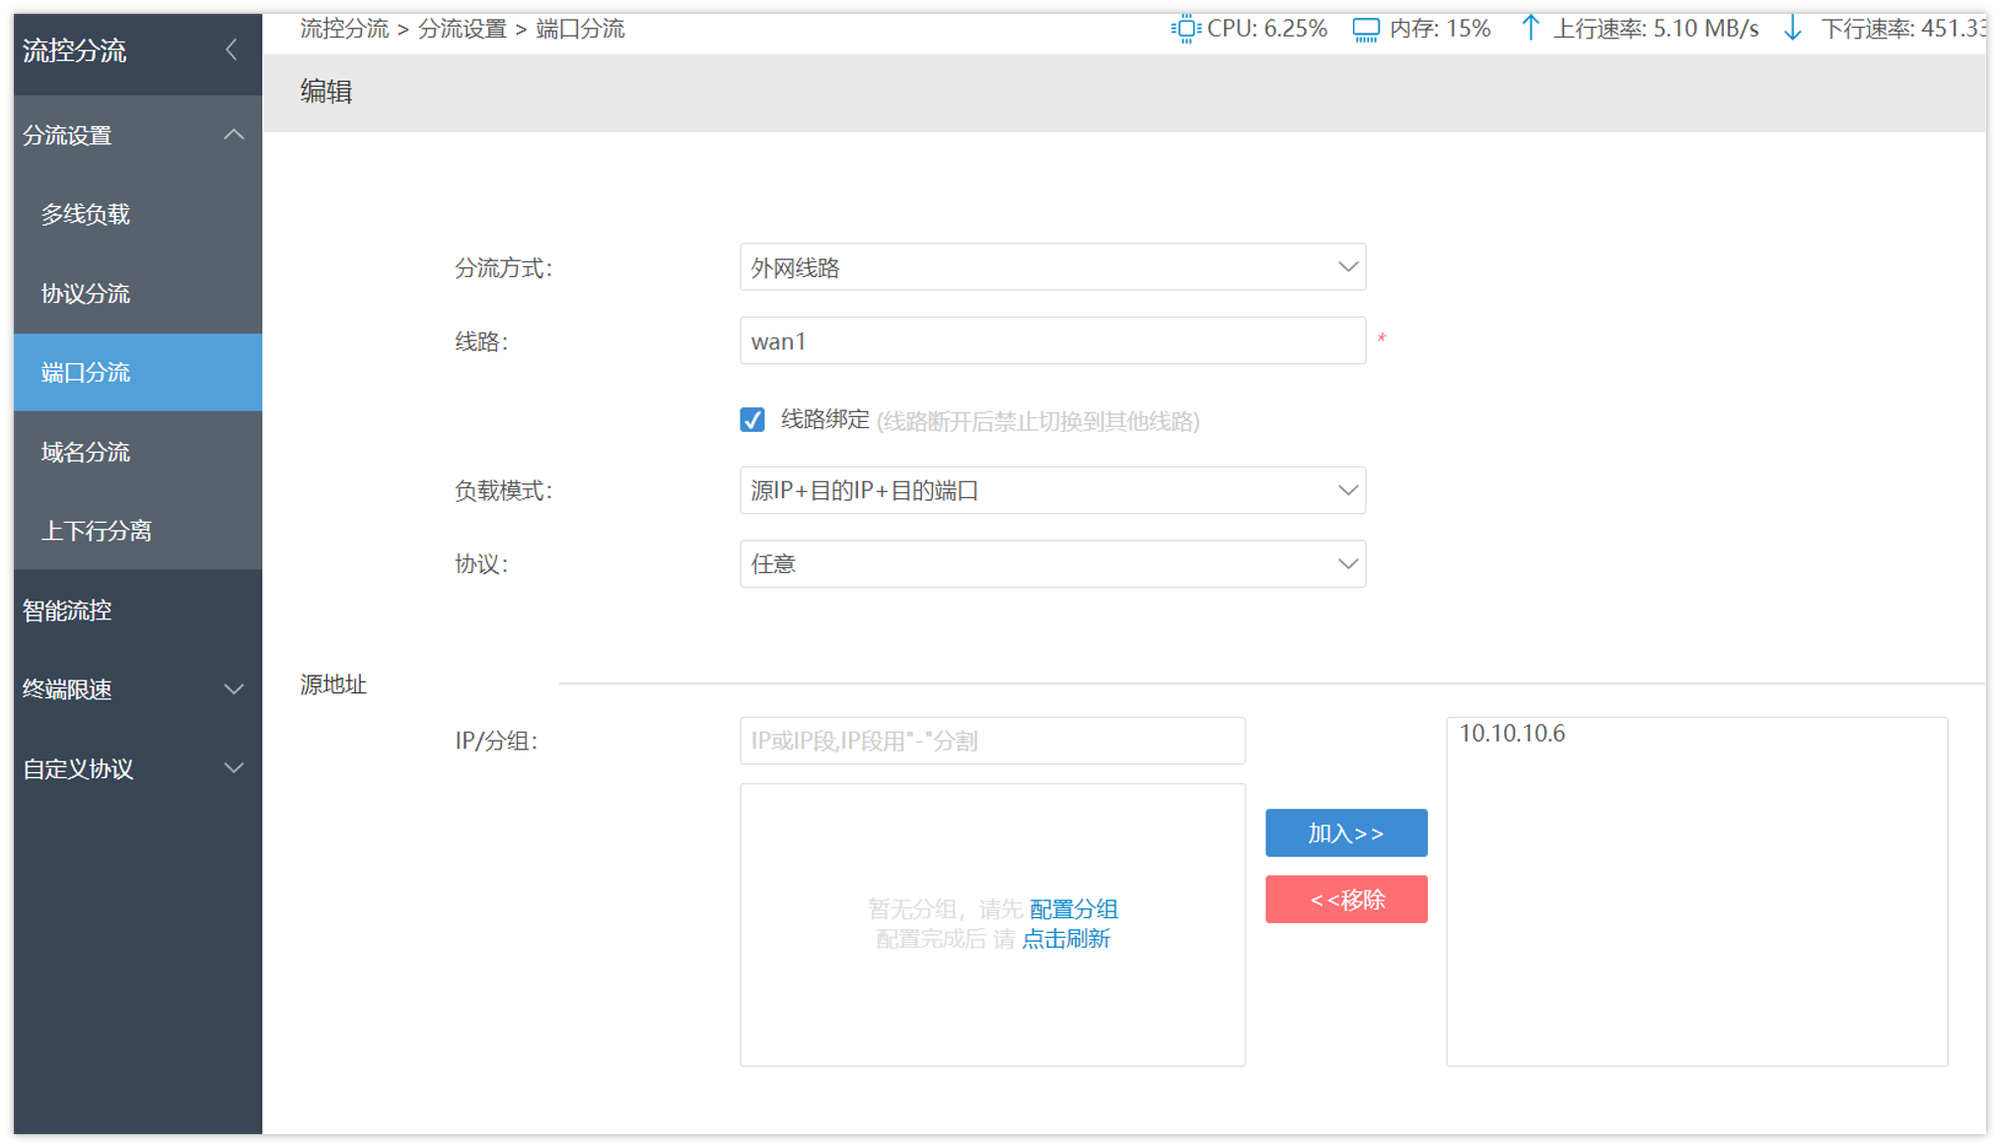 流控分流
分流设置
多线负载
协议分流
端口分流
域名分流
上下行分离
智能流控
终端限速
自定义协议
流控分流 > 分流设置 > 端口分流
CPU: 6.25%
内存: 15%
上行速率: 5.10 MB/s
下行速率: 451.33
编辑
分流方式:
外网线路
线路:
wan1
*
线路绑定 (线路断开后禁止切换到其他线路)
负载模式:
源IP+目的IP+目的端口
协议:
任意
源地址
IP/分组:
IP或IP段,IP段用"-"分割
暂无分组，请先 配置分组
配置完成后 请 点击刷新
加入>>
<<移除
10.10.10.6